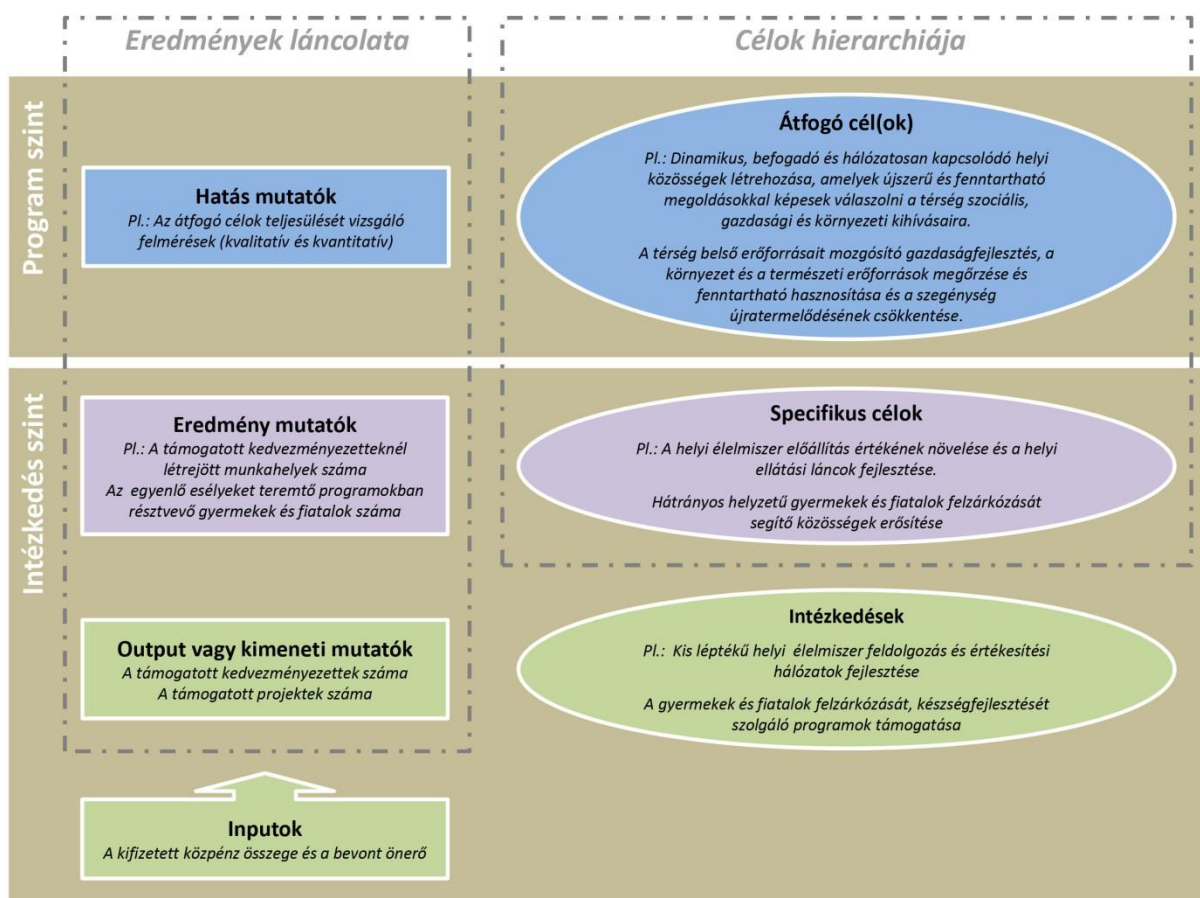 Eredmények láncolata
Célok hierarchiája
Program szint
Hatás mutatók
Pl.: Az átfogó célok teljesülését vizsgáló
felmérések (kvalitatív és kvantitatív)
Átfogó cél(ok)
Pl.: Dinamikus, befogadó és hálózatosan kapcsolódó helyi
közösségek létrehozása, amelyek újszerű és fenntartható
megoldásokkal képesek válaszolni a térség szociális,
gazdasági és környezeti kihívásaira.
A térség belső erőforrásait mozgósító gazdaságfejlesztés, a
környezet és a természeti erőforrások megőrzése és
fenntartható hasznosítása és a szegénység
újratermelődésének csökkentése.
Intézkedés szint
Eredmény mutatók
Pl.: A támogatott kedvezményezetteknél
létrejött munkahelyek száma
Az egyenlő esélyeket teremtő programokban
résztvevő gyermekek és fiatalok száma
Specifikus célok
Pl.: A helyi élelmiszer előállítás értékének növelése és a helyi
ellátási láncok fejlesztése.
Hátrányos helyzetű gyermekek és fiatalok felzárkózását
segítő közösségek erősítése
Output vagy kimeneti mutatók
A támogatott kedvezményezettek száma
A támogatott projektek száma
Intézkedések
Pl.: Kis léptékű helyi élelmiszer feldolgozás és értékesítési
hálózatok fejlesztése
A gyermekek és fiatalok felzárkózását, készségfejlesztését
szolgáló programok támogatása
Inputok
A kifizetett közpénz összege és a bevont önerő